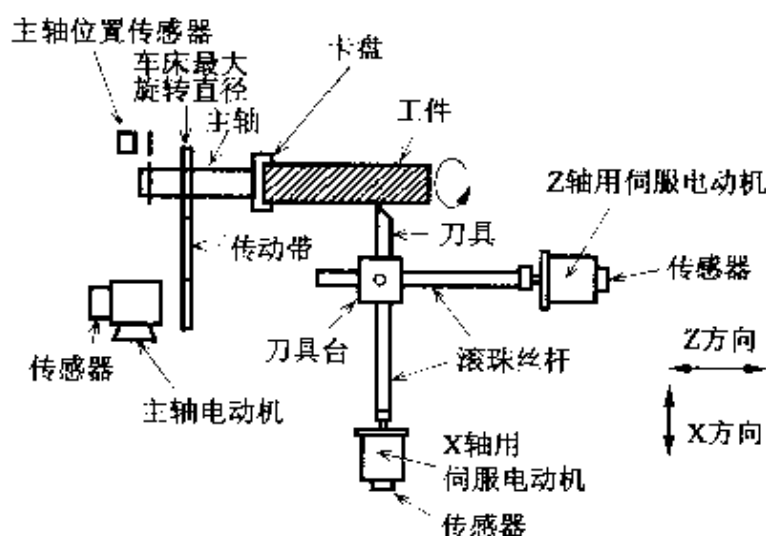 主轴位置传感器
车床最大
旋转直径
主轴
卡盘
工件
Z轴用伺服电动机
刀具
传动带
传感器
刀具台
滚珠丝杆
Z方向
传感器
主轴电动机
X方向
X轴用
伺服电动机
传感器